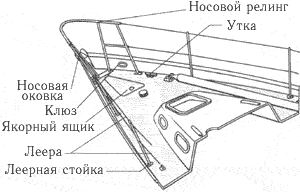 Носовой релинг
Утка
Носовая
оковка
Клюз
Якорный ящик
Леера
Леерная стойка